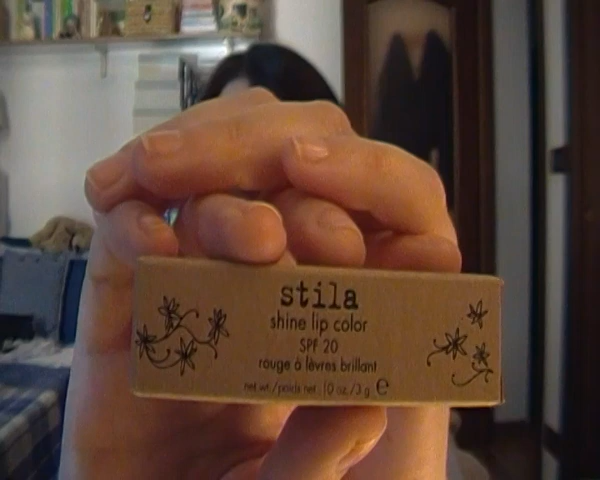 stila
shine lip color
SPF 20
rouge à lèvres brillant
net wt./poids net .10 oz./3 g e